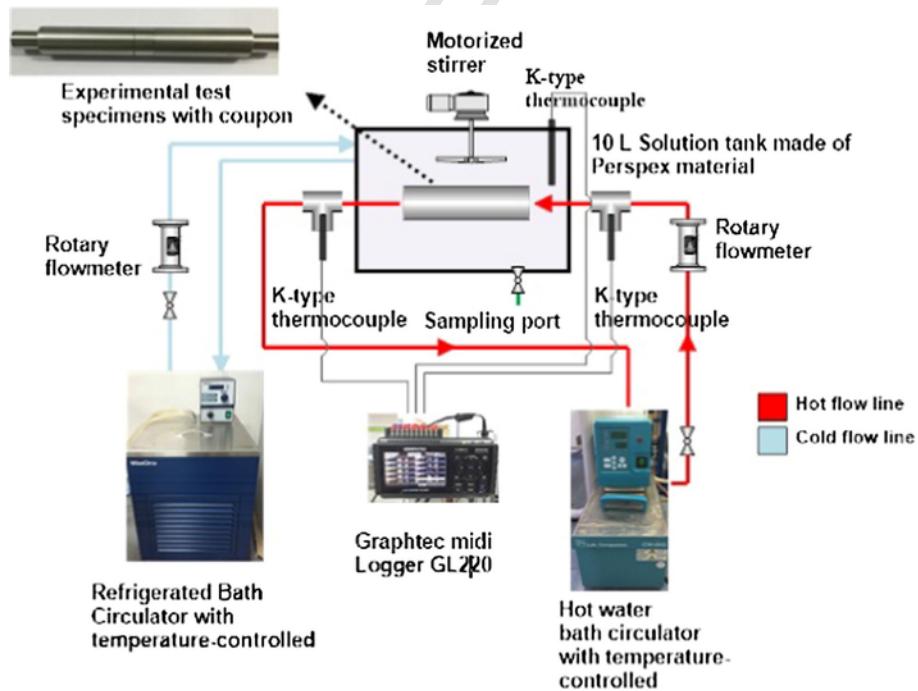 Motorized
stirrer
K-type
thermocouple
Experimental test
specimens with coupon
10 L Solution tank made of
Perspex material
Rotary
flowmeter
Rotary
flowmeter
K-type
thermocouple
Sampling port
K-type
thermocouple
Hot flow line
Cold flow line
Graphtec midi
Logger GL220
Refrigerated Bath
Circulator with
temperature-controlled
Hot water
bath circulator
with temperature-
controlled